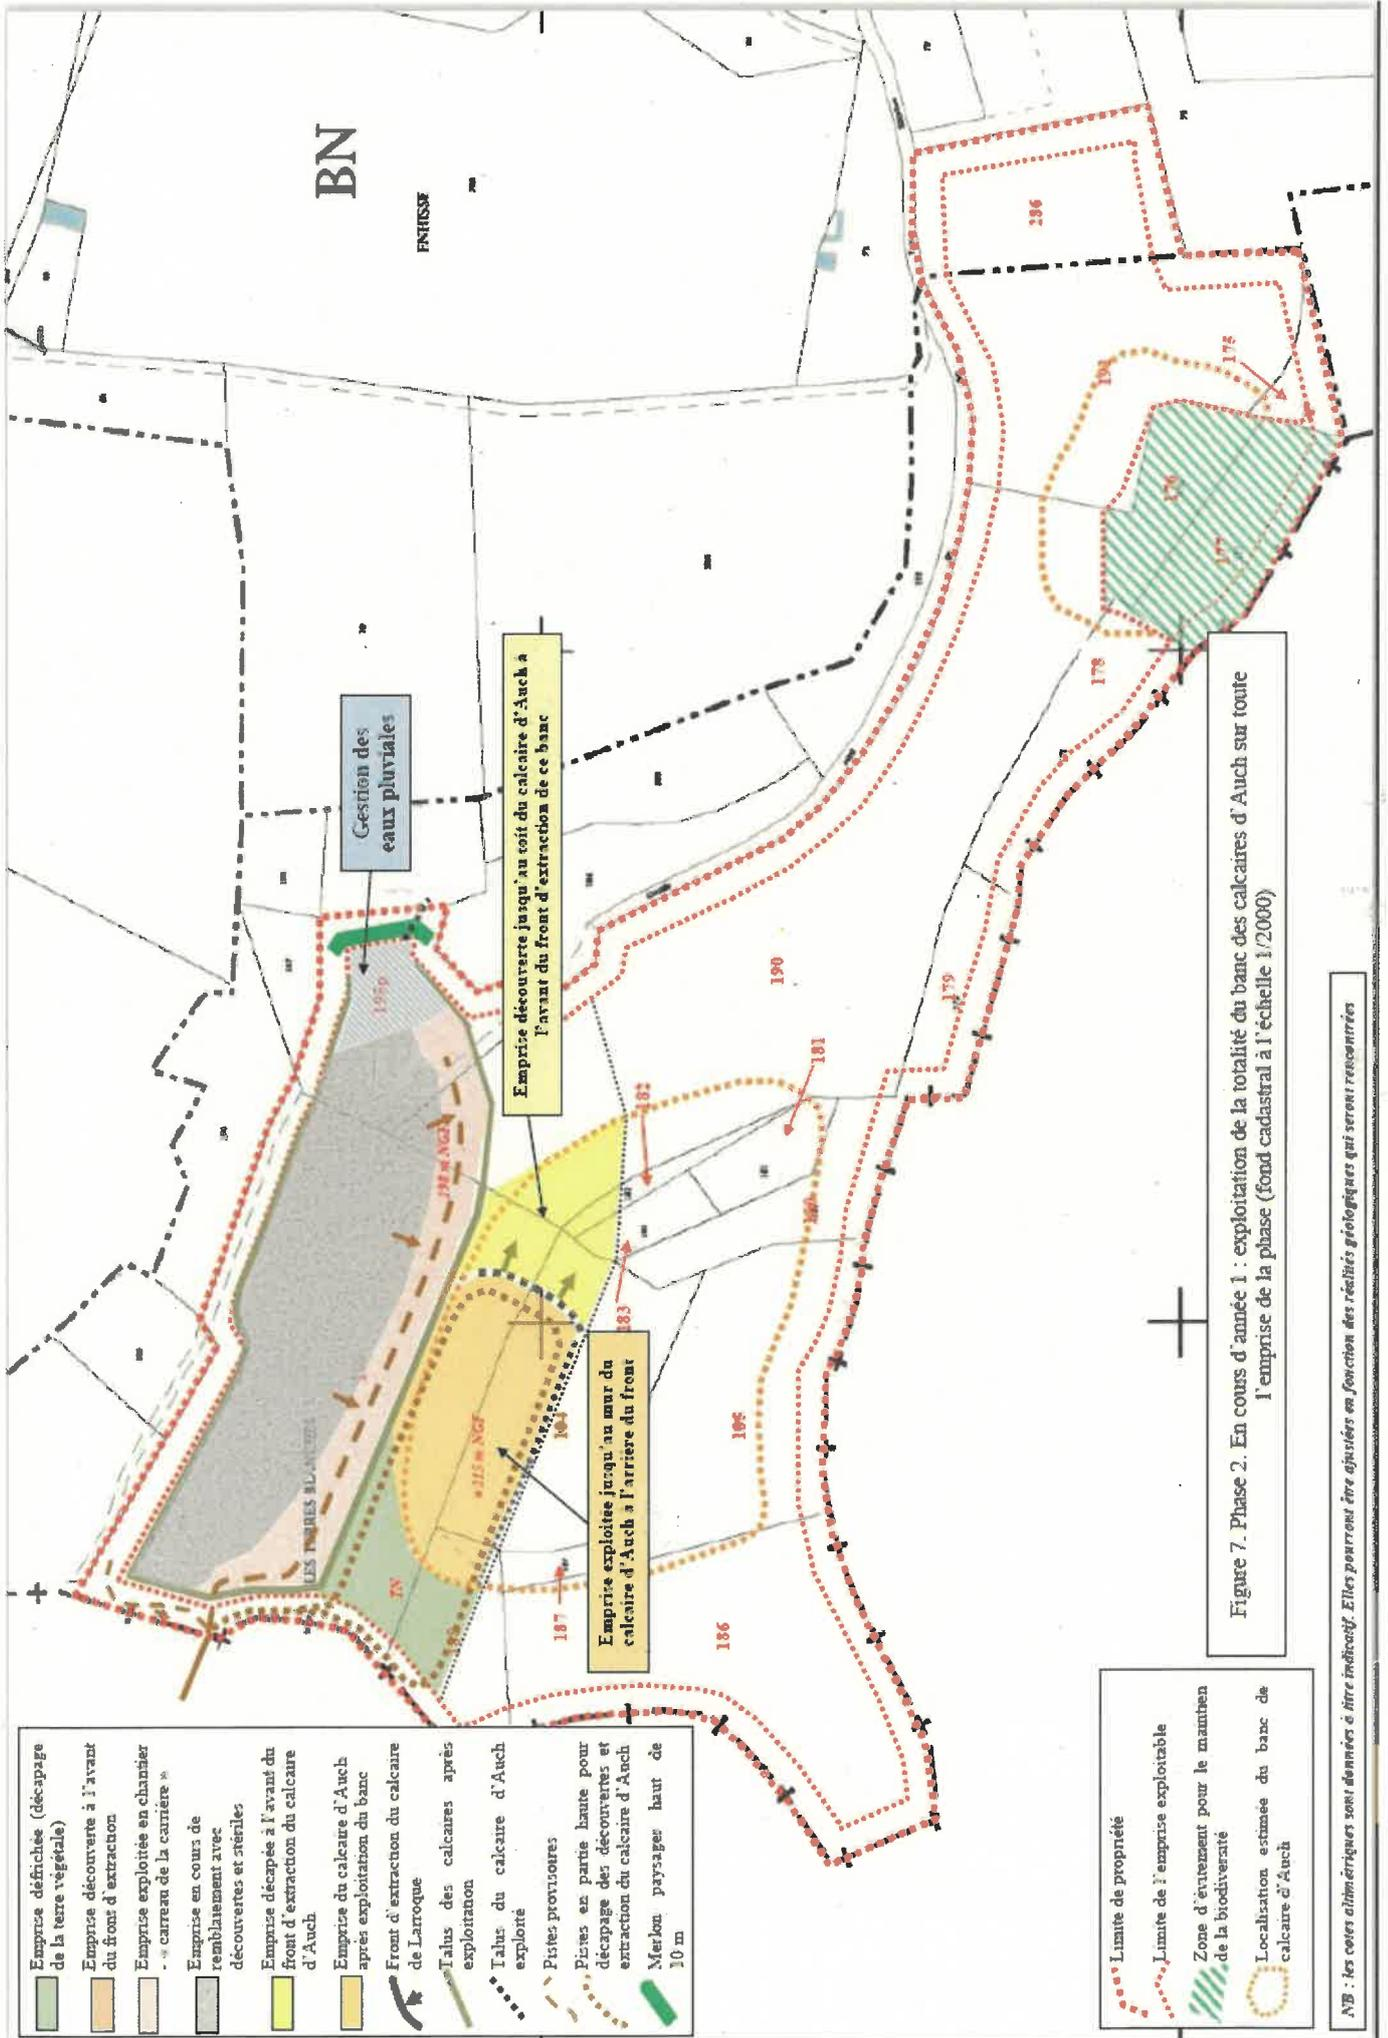 Emprise défrichée (décapage
de la terre végétale)
Emprise découverte à l'avant
du fronts d'extraction
Emprise exploitée en chantier
- « carreau de la carrière »
Emprise en cours de
remblaiement avec
découvertes et stériles
Emprise décapée à l'avant du
front d'extraction du calcaire
d'Auch
Emprise du calcaire d'Auch
après exploitation du banc
Front d'extraction du calcaire
de Larroque
Talus des calcaires après
exploitation
Talus du calcaire d'Auch
exploité
Pistes provisoires
Pistes en partie haute pour
décapage des découvertes et
extraction du calcaire d'Auch
Merlon paysages haut de
10 m
Limite de propriété
Limite de l'emprise exploitable
Zone d'évitement pour le maintien
de la biodiversité
Localisation estimée du banc de
calcaire d'Auch
BN
ENHISSE
Gestion des
eaux pluviales
Emprise découverte jusqu'au toit du calcaire d'Auch a
l'avant du front d'extraction de ce banc
Emprise exploitée jusqu'au mur du
calcaire d'Auch a l'arriere du front
195p
198 m NGF
TN
182
181
183
190
179
178
177
176
175
194
186
187
186
Figure 7. Phase 2. En cours d'année 1 : exploitation de la totalité du banc des calcaires d'Auch sur toute
l'emprise de la phase (fond cadastral à l'échelle 1/2000)
NB : les cotes altimétriques sont données à titre indicatif. Elles pourront être ajustées en fonction des réalités géologiques qui seront rencontrées